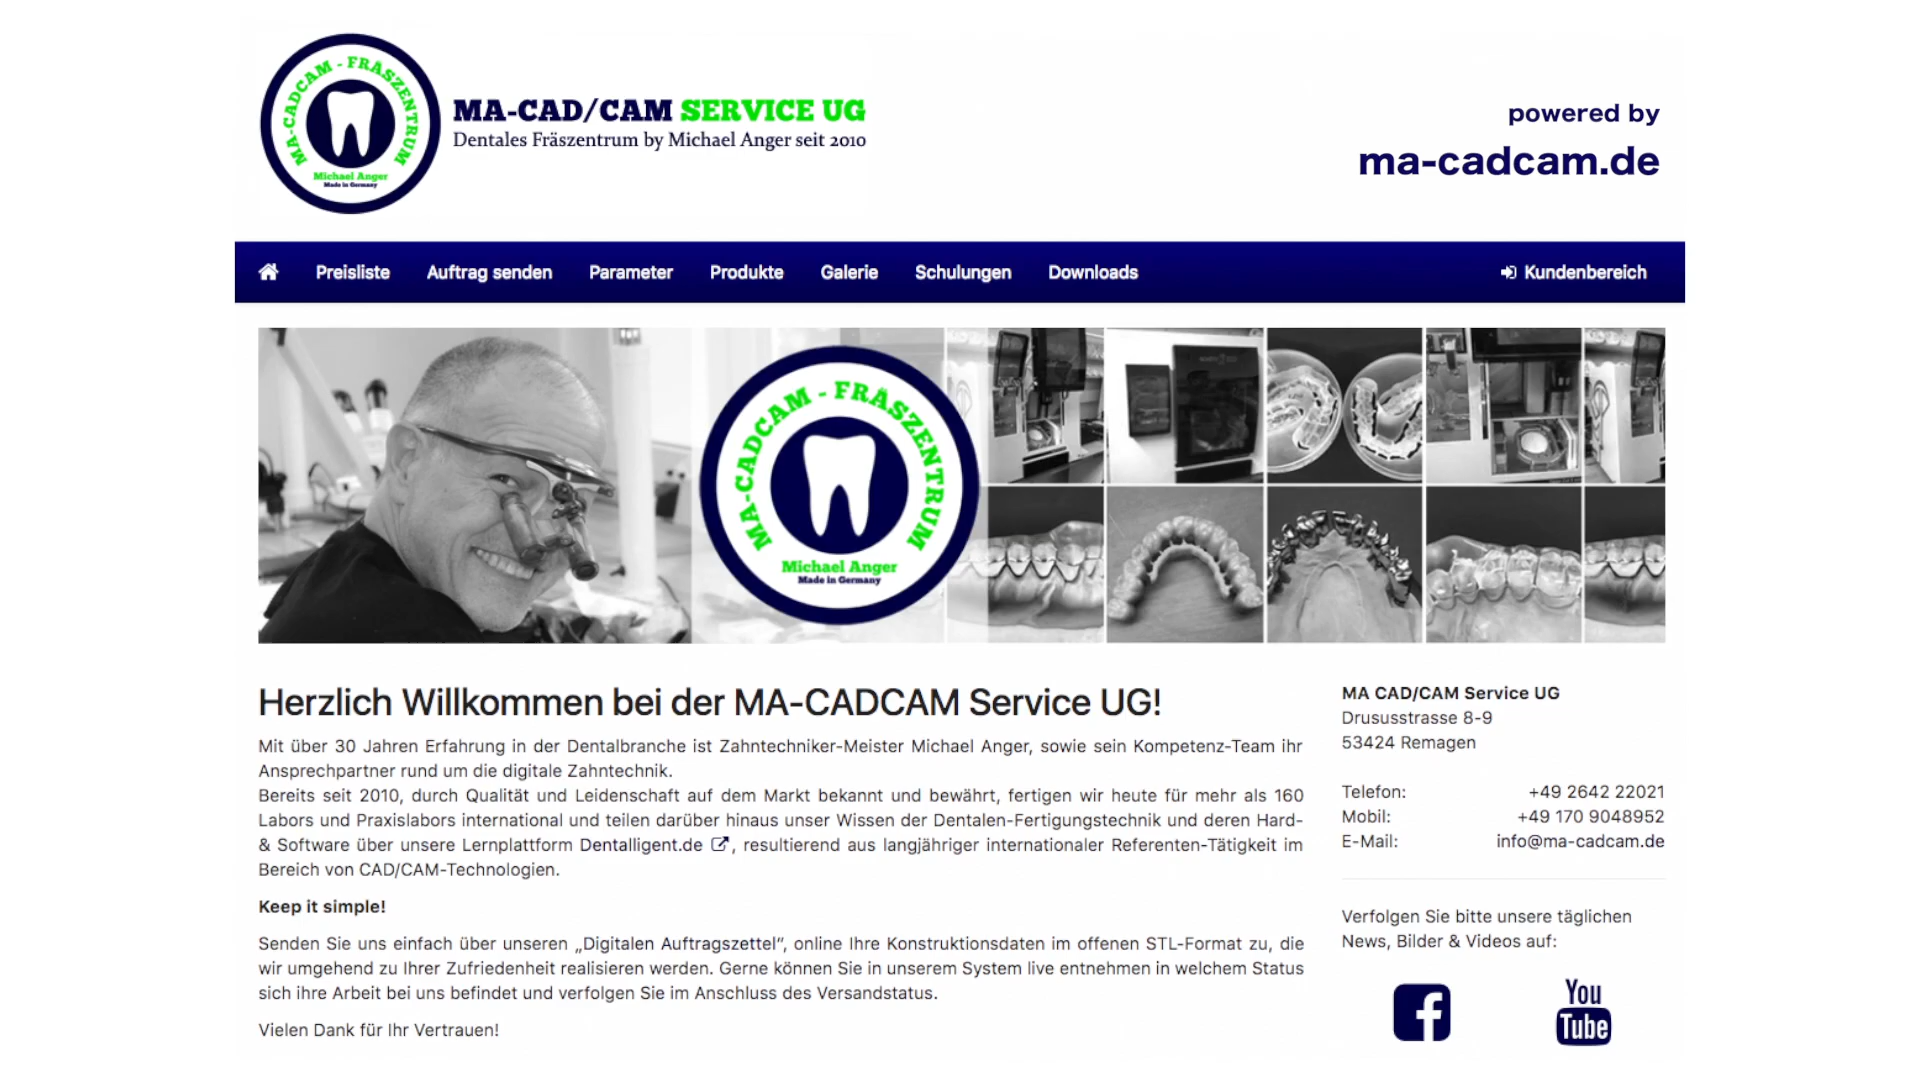 MA-CADCAM - FRÄSZENTRUM
Michael Anger
Made in Germany
MA-CAD/CAM SERVICE UG
Dentales Fräszentrum by Michael Anger seit 2010
powered by
ma-cadcam.de
Preisliste Auftrag senden Parameter Produkte Galerie Schulungen Downloads Kundenbereich
MA-CADCAM - FRÄSZENTRUM
Michael Anger
Made in Germany
Herzlich Willkommen bei der MA-CADCAM Service UG!
Mit über 30 Jahren Erfahrung in der Dentalbranche ist Zahntechniker-Meister Michael Anger, sowie sein Kompetenz-Team ihr
Ansprechpartner rund um die digitale Zahntechnik.
Bereits seit 2010, durch Qualität und Leidenschaft auf dem Markt bekannt und bewährt, fertigen wir heute für mehr als 160
Labors und Praxislabors international und teilen darüber hinaus unser Wissen der Dentalen-Fertigungstechnik und deren Hard-
& Software über unsere Lernplattform Dentalligent.de , resultierend aus langjähriger internationaler Referenten-Tätigkeit im
Bereich von CAD/CAM-Technologien.
Keep it simple!
Senden Sie uns einfach über unseren „Digitalen Auftragszettel“, online Ihre Konstruktionsdaten im offenen STL-Format zu, die
wir umgehend zu Ihrer Zufriedenheit realisieren werden. Gerne können Sie in unserem System live entnehmen in welchem Status
sich ihre Arbeit bei uns befindet und verfolgen Sie im Anschluss des Versandstatus.
Vielen Dank für Ihr Vertrauen!
MA CAD/CAM Service UG
Drususstrasse 8-9
53424 Remagen
Telefon: +49 2642 22021
Mobil: +49 170 9048952
E-Mail: info@ma-cadcam.de
Verfolgen Sie bitte unsere täglichen
News, Bilder & Videos auf:
You
Tube